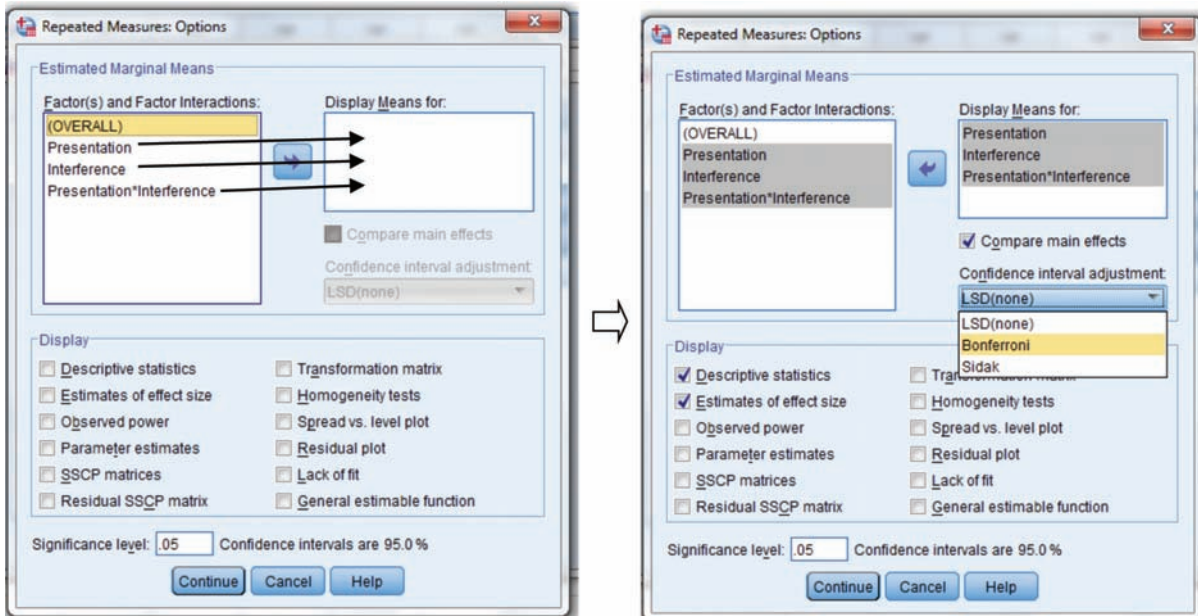 Repeated Measures: Options
Estimated Marginal Means
Factor(s) and Factor Interactions:
Display Means for:
(OVERALL)
Presentation
Interference
Presentation*Interference
Compare main effects
Confidence interval adjustment:
LSD(none)
Display
Descriptive statistics
Transformation matrix
Estimates of effect size
Homogeneity tests
Observed power
Spread vs. level plot
Parameter estimates
Residual plot
SSCP matrices
Lack of fit
Residual SSCP matrix
General estimable function
Significance level: .05 Confidence intervals are 95.0 %
Continue Cancel Help
Repeated Measures: Options
Estimated Marginal Means
Factor(s) and Factor Interactions:
Display Means for:
(OVERALL)
Presentation
Interference
Presentation*Interference
Presentation
Interference
Presentation*Interference
Compare main effects
Confidence interval adjustment:
LSD(none)
LSD(none)
Bonferroni
Sidak
Display
Descriptive statistics
Estimates of effect size
Homogeneity tests
Observed power
Spread vs. level plot
Parameter estimates
Residual plot
SSCP matrices
Lack of fit
Residual SSCP matrix
General estimable function
Significance level: .05 Confidence intervals are 95.0 %
Continue Cancel Help